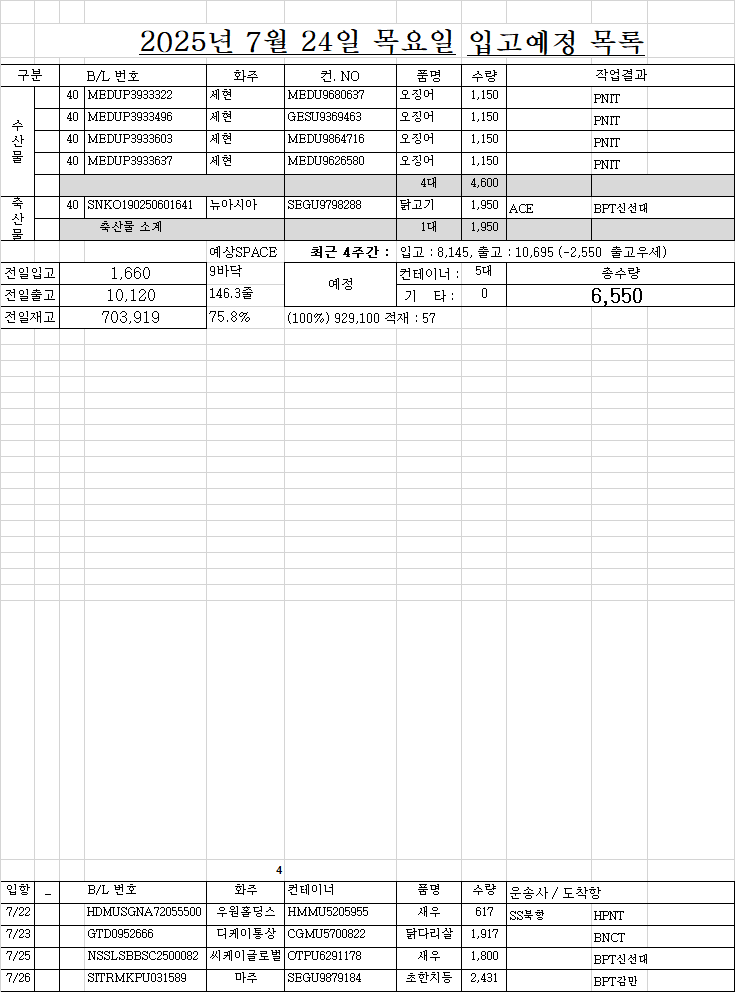 2025년 7월 24일 목요일 입고예정 목록
구분 B/L 번호 화주 컨. NO 품명 수량 작업결과
수산물
40 MEDUP3933322 세현 MEDU9680637 오징어 1,150 PNIT
40 MEDUP3933496 세현 GESU9369463 오징어 1,150 PNIT
40 MEDUP3933603 세현 MEDU9864716 오징어 1,150 PNIT
40 MEDUP3933637 세현 MEDU9626580 오징어 1,150 PNIT
4대 4,600
축산물
40 SNKO190250601641 뉴아시아 SEGU9798288 닭고기 1,950 ACE BPT신선대
축산물 소계 1대 1,950
예상SPACE 최근 4주간 : 입고 : 8,145, 출고 : 10,695 (-2,550 출고우세)
전일입고 1,660 9바닥 예정 컨테이너 : 5대 총수량
전일출고 10,120 146.3줄 기 타 : 0 6,550
전일재고 703,919 75.8% (100%) 929,100 적재 : 57
4
입항 _ B/L 번호 화주 컨테이너 품명 수량 운송사 / 도착항
7/22 HDMUSGNA72055500 우원홀딩스 HMMU5205955 새우 617 SS북항 HPNT
7/23 GTD0952666 디케이통상 CGMU5700822 닭다리살 1,917 BNCT
7/25 NSSLSBBSC2500082 씨케이글로벌 OTPU6291178 새우 1,800 BPT신선대
7/26 SITRMKPU031589 마주 SEGU9879184 초한치등 2,431 BPT감만